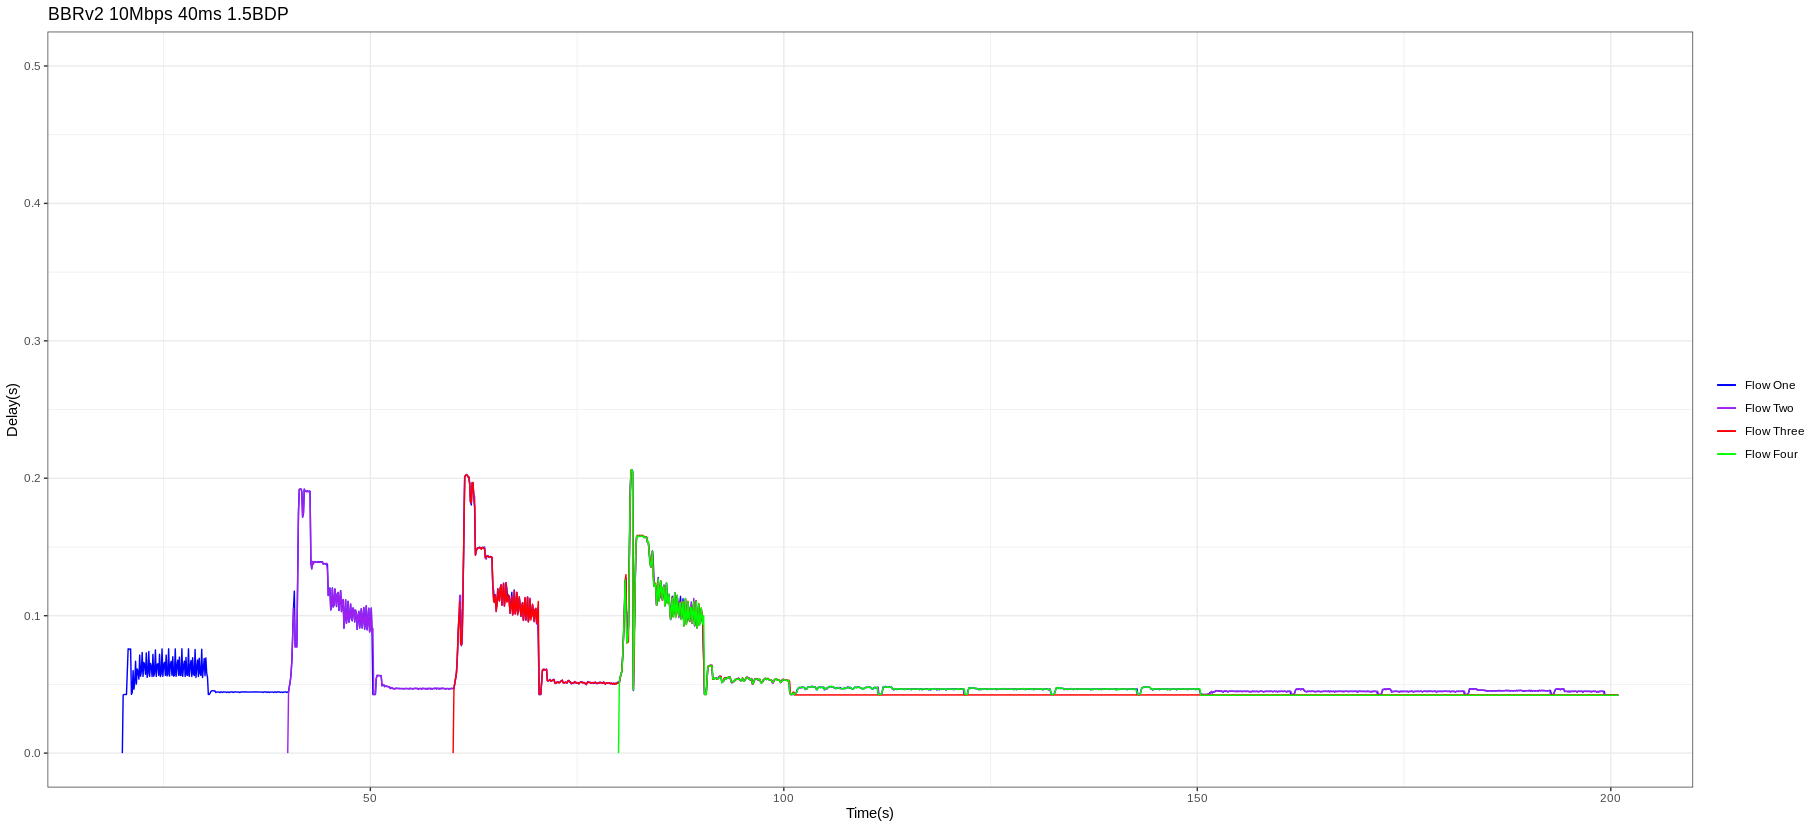 BBRv2 10Mbps 40ms 1.5BDP
0.5
0.4
0.3
0.2
0.1
0.0
Delay(s)
50
100
150
200
Time(s)
Flow One
Flow Two
Flow Three
Flow Four